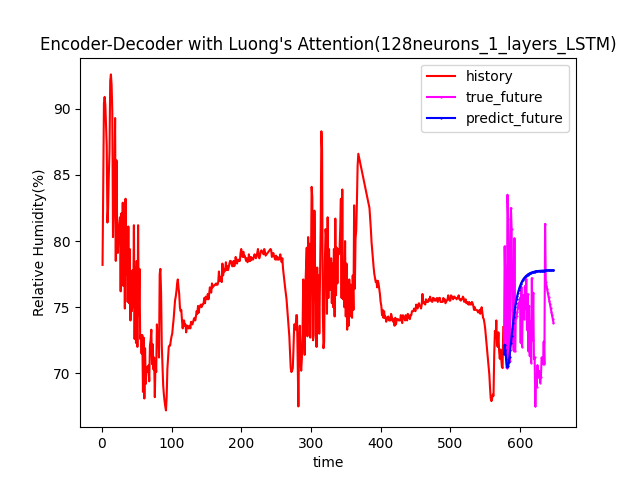 Encoder-Decoder with Luong's Attention(128neurons_1_layers_LSTM)
history
true_future
predict_future
Relative Humidity(%)
90
85
80
75
70
0 100 200 300 400 500 600
time